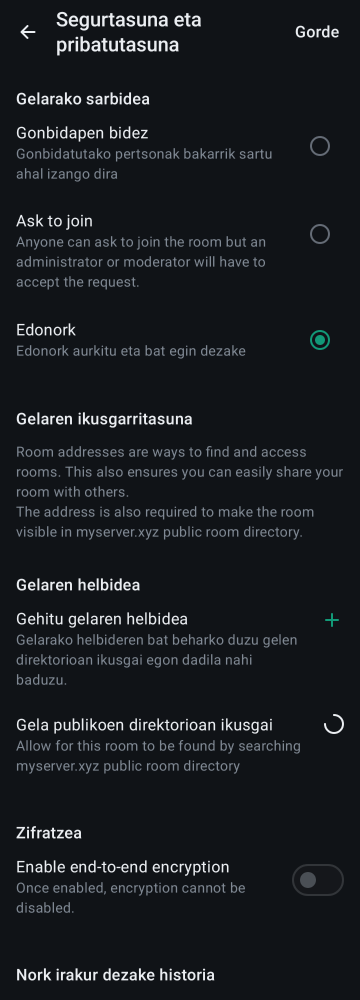 Segurtasuna eta
pribatutasuna
Gorde
Gelarako sarbidea
Gonbidapen bidez
Gonbidatutako pertsonak bakarrik sartu
ahal izango dira
Ask to join
Anyone can ask to join the room but an
administrator or moderator will have to
accept the request.
Edonork
Edonork aurkitu eta bat egin dezake
Gelaren ikusgarritasuna
Room addresses are ways to find and access
rooms. This also ensures you can easily share your
room with others.
The address is also required to make the room
visible in myserver.xyz public room directory.
Gelaren helbidea
Gehitu gelaren helbidea
Gelarako helbideren bat beharko duzu gelen
direktorioan ikusgai egon dadila nahi
baduzu.
Gela publikoen direktorioan ikusgai
Allow for this room to be found by searching
myserver.xyz public room directory
Zifratzea
Enable end-to-end encryption
Once enabled, encryption cannot be
disabled.
Nork irakur dezake historia